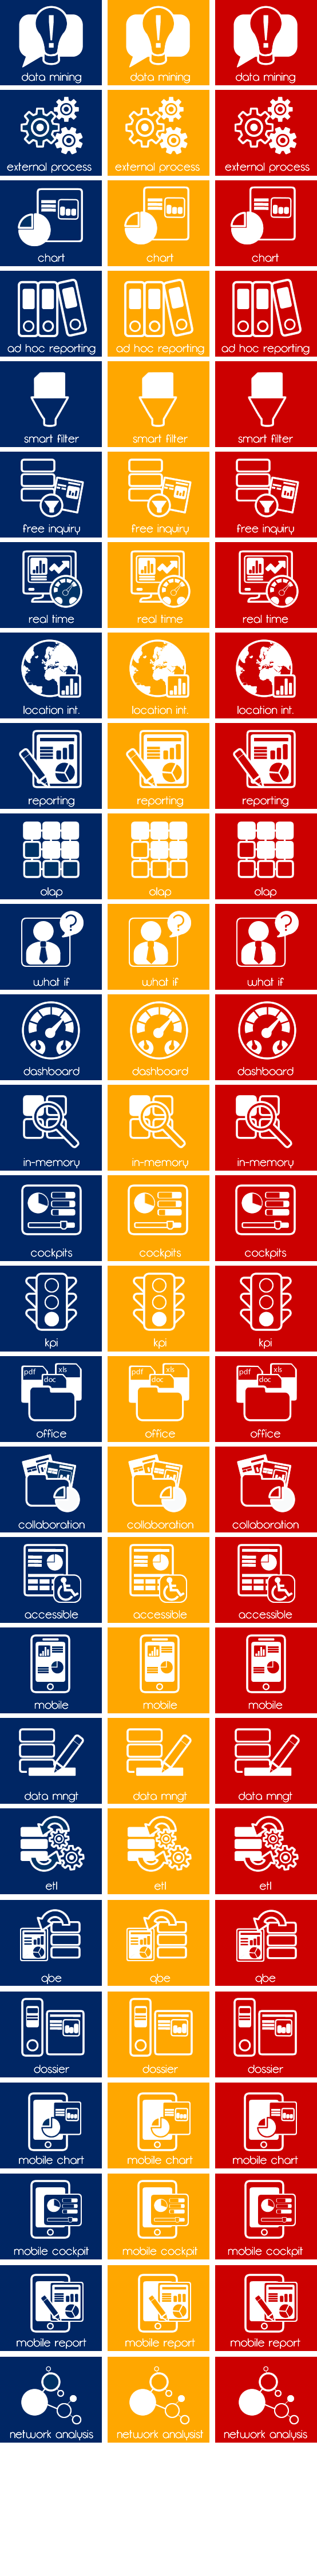 data mining data mining data mining
external process external process external process
chart chart chart
ad hoc reporting ad hoc reporting ad hoc reporting
smart filter smart filter smart filter
free inquiry free inquiry free inquiry
real time real time real time
location int. location int. location int.
reporting reporting reporting
olap olap olap
? ? ?
what if what if what if
dashboard dashboard dashboard
in-memory in-memory in-memory
cockpits cockpits cockpits
kpi kpi kpi
pdf xls pdf xls pdf xls
doc doc doc
office office office
collaboration collaboration collaboration
accessible accessible accessible
mobile mobile mobile
data mngt data mngt data mngt
etl etl etl
qbe qbe qbe
dossier dossier dossier
mobile chart mobile chart mobile chart
mobile cockpit mobile cockpit mobile cockpit
mobile report mobile report mobile report
network analysis network analysist network analysis